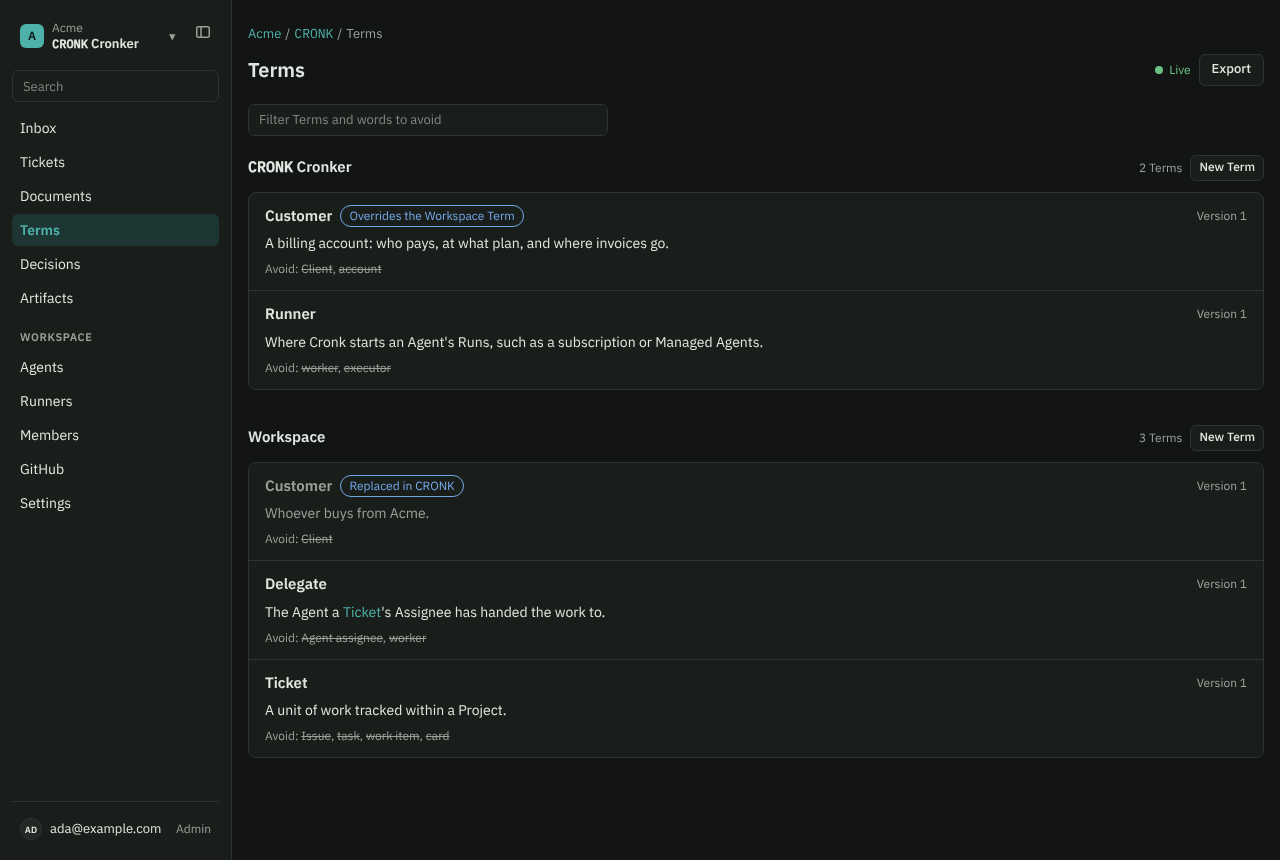 A
Acme
CRONK Cronker
Search
Inbox
Tickets
Documents
Terms
Decisions
Artifacts
WORKSPACE
Agents
Runners
Members
GitHub
Settings
AD ada@example.com Admin
Acme / CRONK / Terms
Terms
Live Export
Filter Terms and words to avoid
CRONK Cronker 2 Terms New Term
Customer Overrides the Workspace Term Version 1
A billing account: who pays, at what plan, and where invoices go.
Avoid: Client, account
Runner Version 1
Where Cronk starts an Agent's Runs, such as a subscription or Managed Agents.
Avoid: worker, executor
Workspace 3 Terms New Term
Customer Replaced in CRONK Version 1
Whoever buys from Acme.
Avoid: Client
Delegate Version 1
The Agent a Ticket's Assignee has handed the work to.
Avoid: Agent assignee, worker
Ticket Version 1
A unit of work tracked within a Project.
Avoid: Issue, task, work item, card